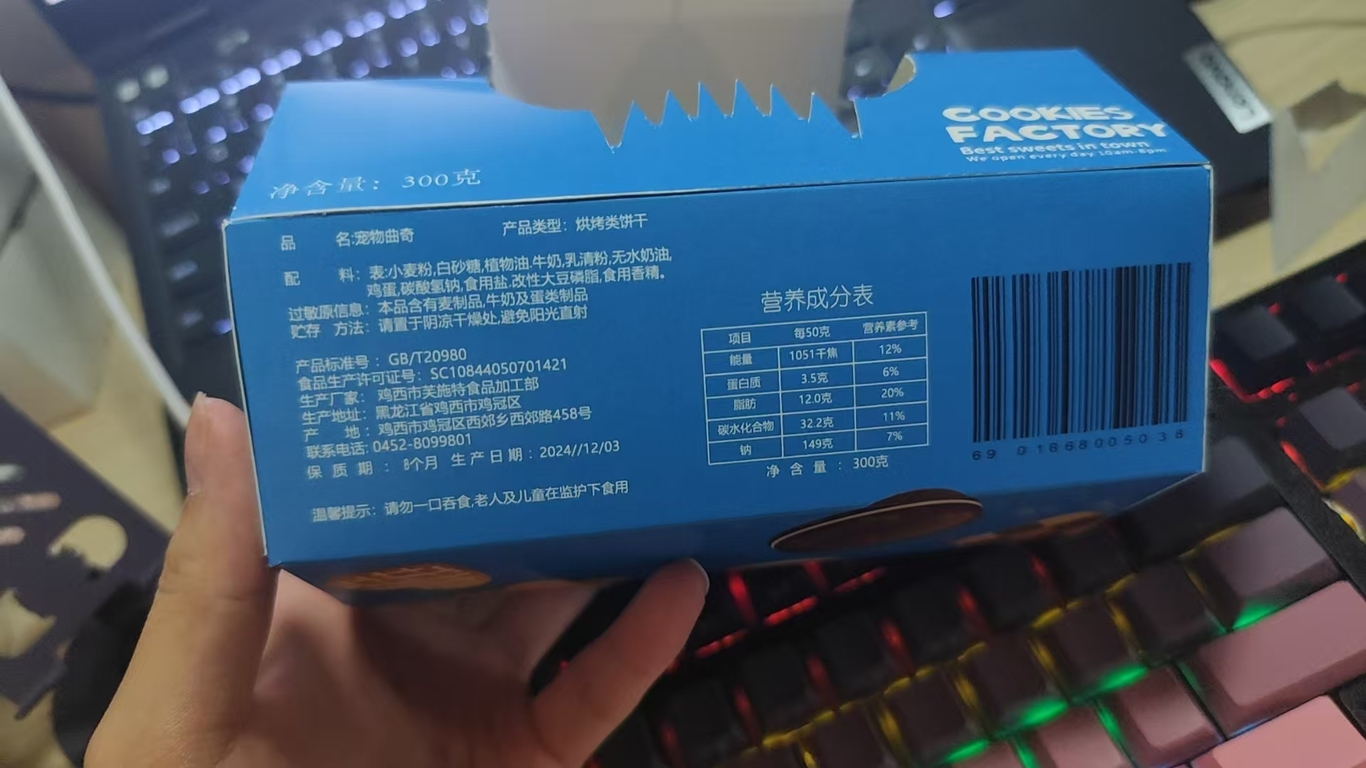 COOKIES
FACTORY
Best sweets in town
We open every day 10am-8pm
净含量：300克
品 名:宠物曲奇 产品类型：烘烤类饼干
配 料：表:小麦粉,白砂糖,植物油.牛奶,乳清粉,无水奶油,
鸡蛋,碳酸氢钠,食用盐.改性大豆磷脂,食用香精。
过敏原信息：本品含有麦制品,牛奶及蛋类制品
贮存 方法：请置于阴凉干燥处,避免阳光直射
产品标准号：GB/T20980
食品生产许可证号：SC10844050701421
生产厂家：鸡西市芙施特食品加工部
生产地址：黑龙江省鸡西市鸡冠区
产 地：鸡西市鸡冠区西郊乡西郊路458号
联系电话：0452-8099801
保 质 期 ：8个月 生 产 日 期 ：2024//12/03
温馨提示：请勿一口吞食,老人及儿童在监护下食用
营养成分表
项目 每50克 营养素参考
能量 1051千焦 12%
蛋白质 3.5克 6%
脂肪 12.0克 20%
碳水化合物 32.2克 11%
钠 149克 7%
净 含 量 ：300克
69 0166800503 6
Lenovo